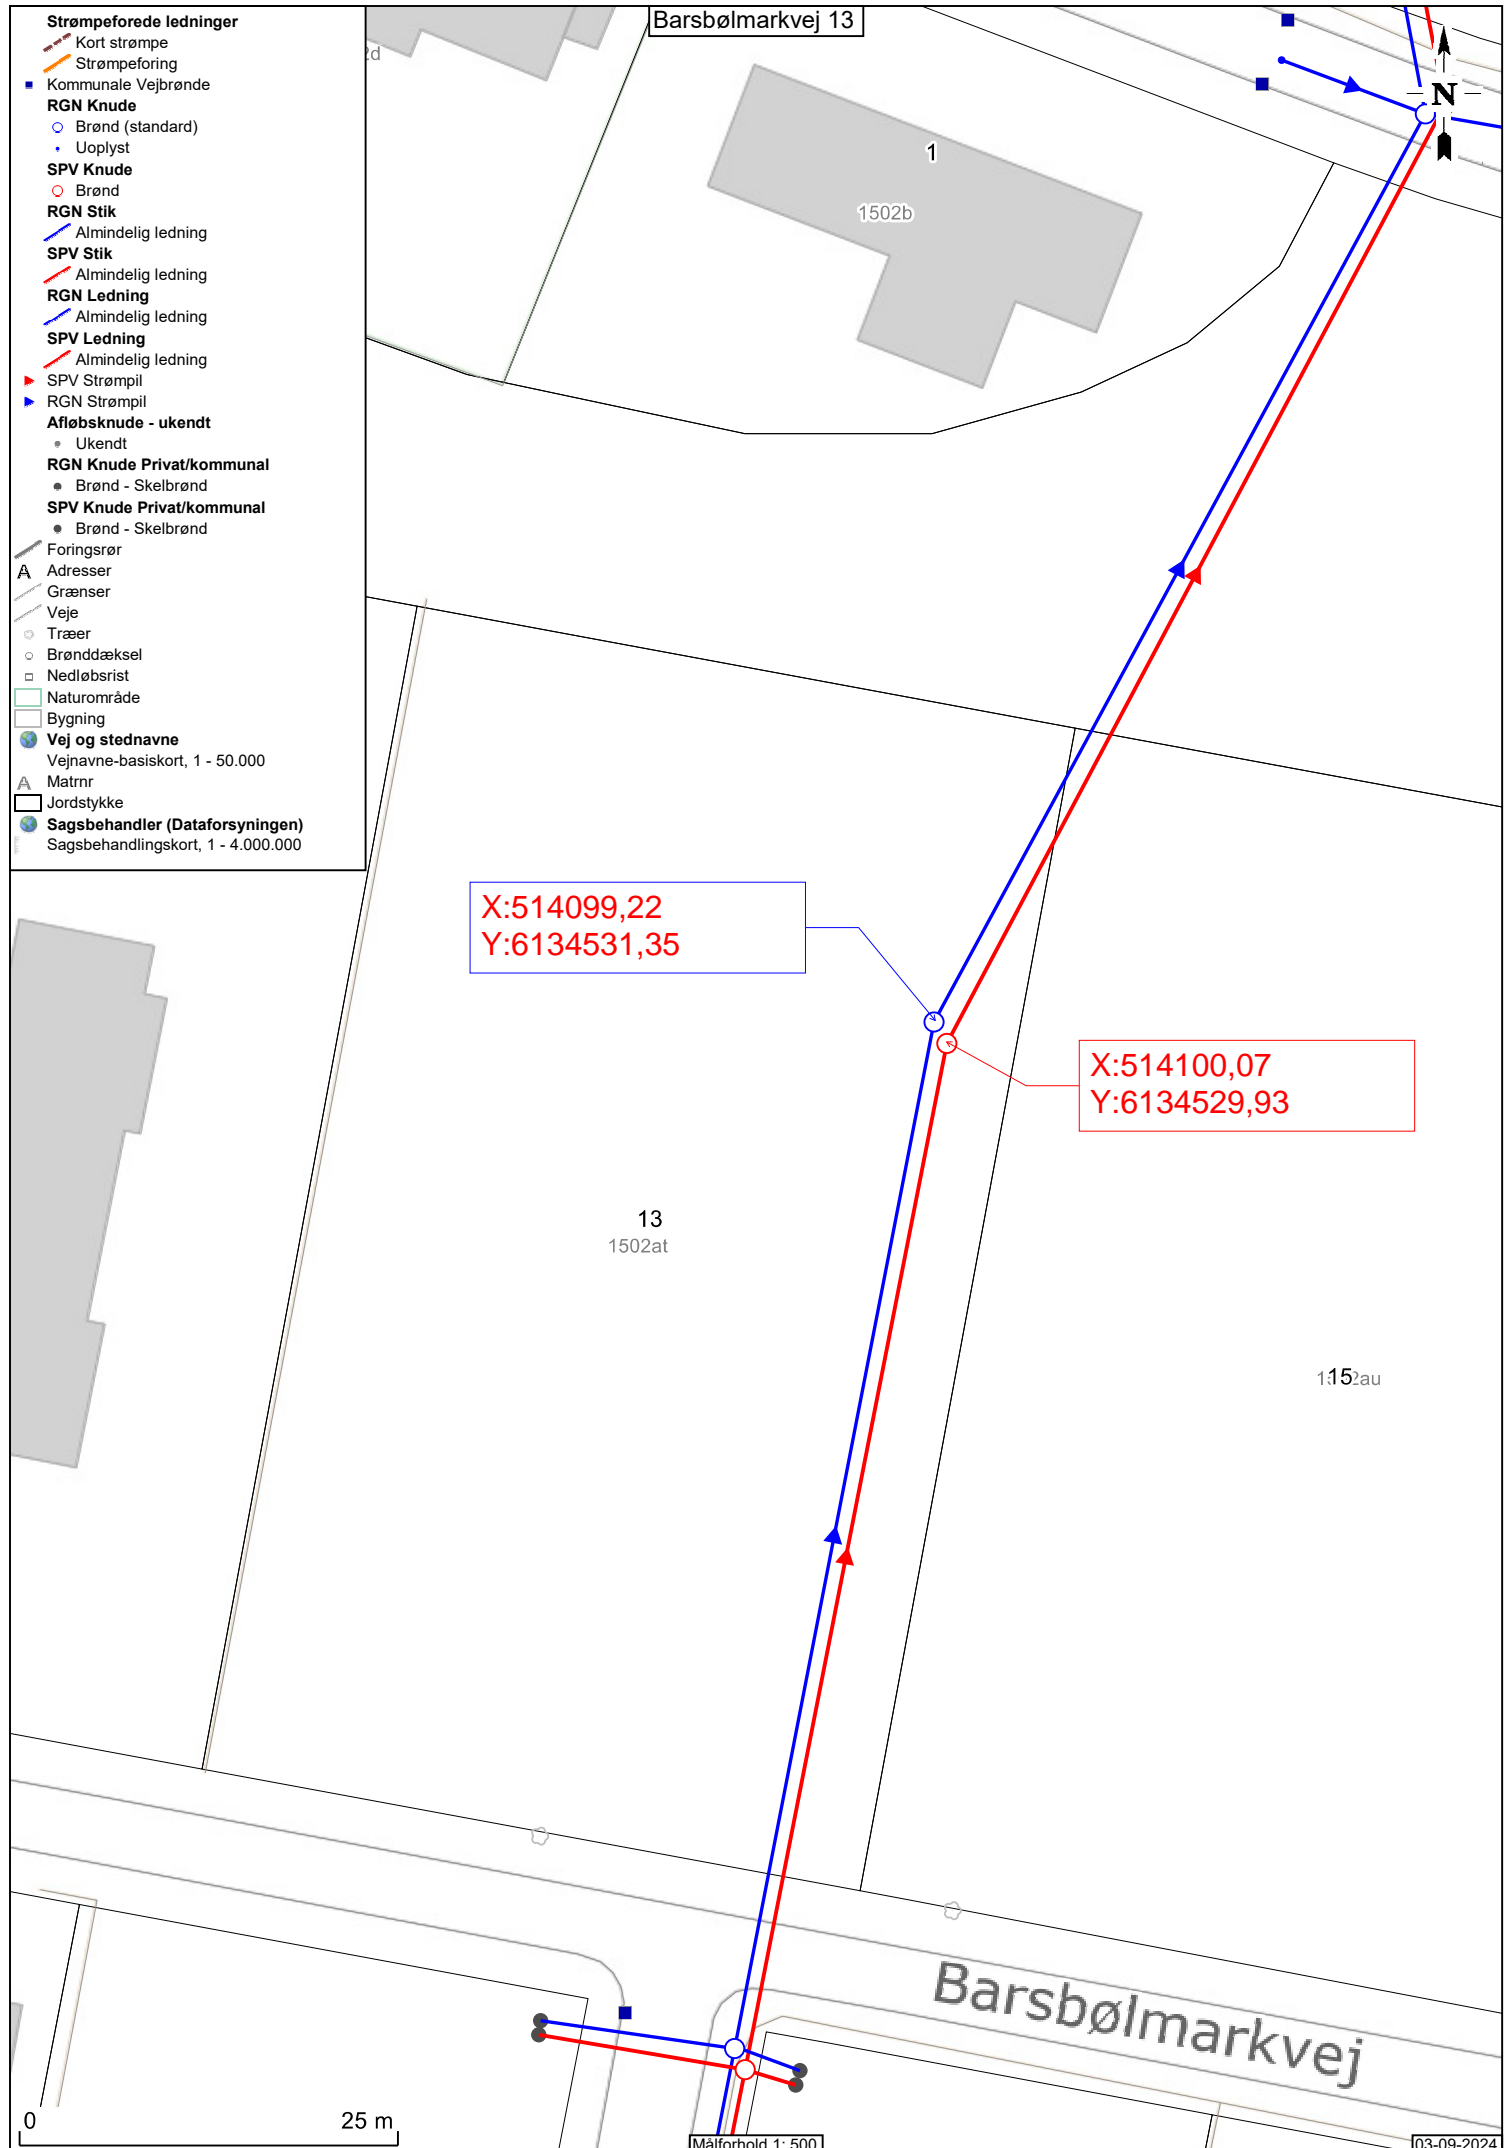 Barsbølmarkvej 13
Strømpeforede ledninger
Kort strømpe
Strømpeforing
Kommunale Vejbrønde
RGN Knude
Brønd (standard)
Uoplyst
SPV Knude
Brønd
RGN Stik
Almindelig ledning
SPV Stik
Almindelig ledning
RGN Ledning
Almindelig ledning
SPV Ledning
Almindelig ledning
SPV Strømpil
RGN Strømpil
Afløbsknude - ukendt
Ukendt
RGN Knude Privat/kommunal
Brønd - Skelbrønd
SPV Knude Privat/kommunal
Brønd - Skelbrønd
Foringsrør
A Adresser
Grænser
Veje
Træer
Brønddæksel
Nedløbsrist
Naturområde
Bygning
Vej og stednavne
Vejnavne-basiskort, 1 - 50.000
A Matrnr
Jordstykke
Sagsbehandler (Dataforsyningen)
Sagsbehandlingskort, 1 - 4.000.000
N
1
1502b
X:514099,22
Y:6134531,35
X:514100,07
Y:6134529,93
13
1502at
15
Barsbølmarkvej
0 25 m
Målforhold 1: 500
03-09-2024